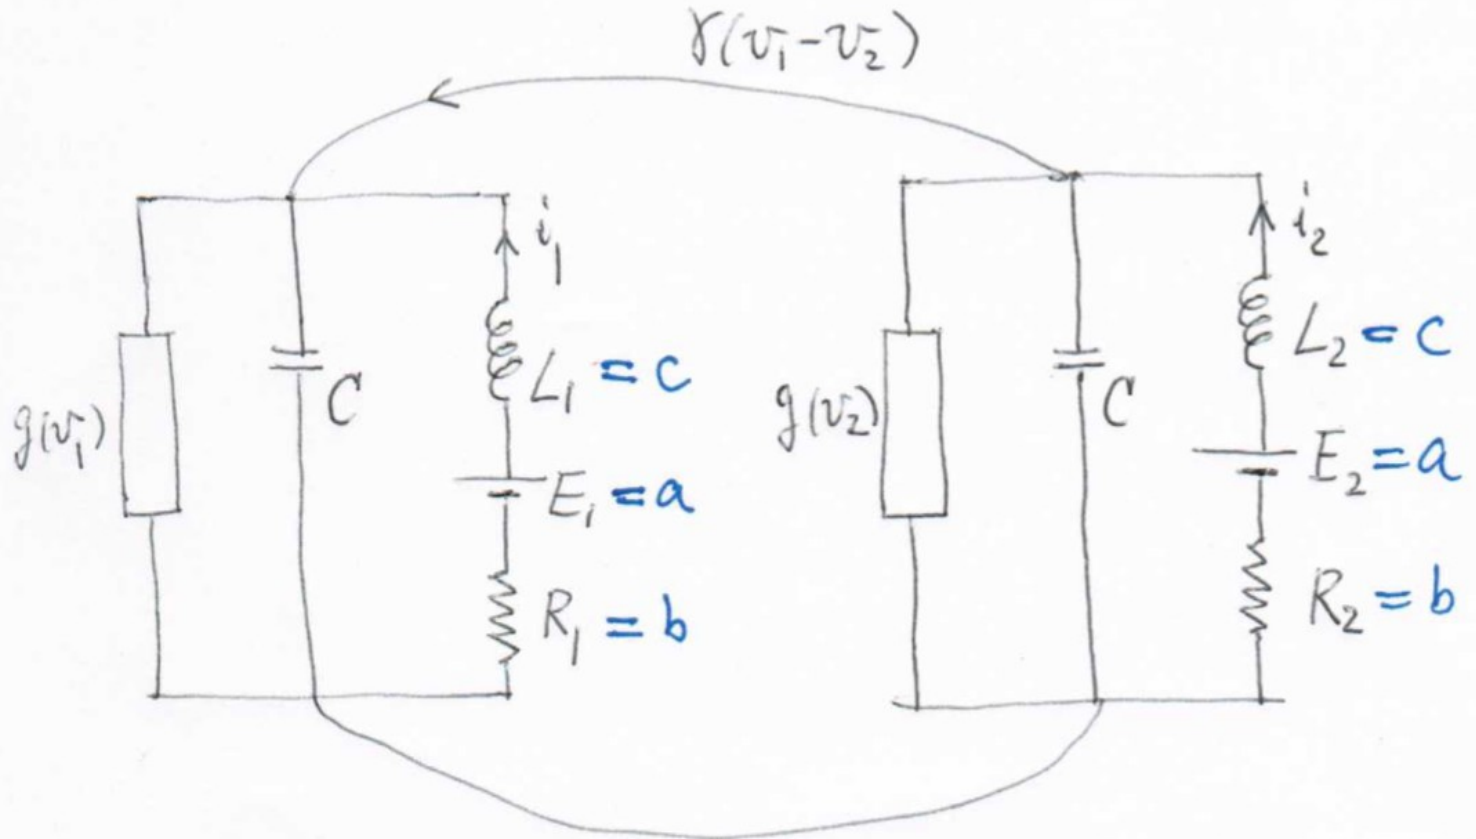 γ(v₁-v₂)
i₁
i₂
g(v₁)
C
L₁ = c
E₁ = a
R₁ = b
g(v₂)
C
L₂ = c
E₂ = a
R₂ = b